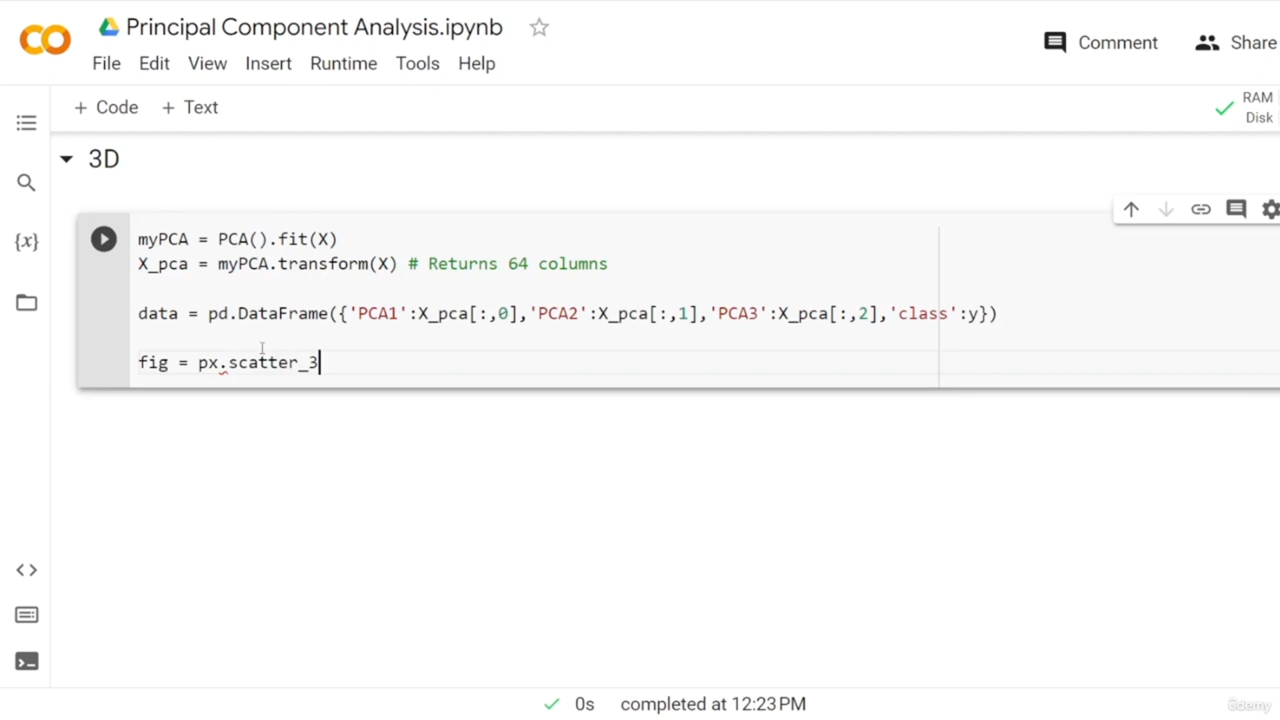 Principal Component Analysis.ipynb
Comment
Share
File Edit View Insert Runtime Tools Help
+ Code + Text
RAM
Disk
3D
{x}
myPCA = PCA().fit(X)
X_pca = myPCA.transform(X) # Returns 64 columns
data = pd.DataFrame({'PCA1':X_pca[:,0],'PCA2':X_pca[:,1],'PCA3':X_pca[:,2],'class':y})
fig = px.scatter_3
0s completed at 12:23 PM
ûdemy